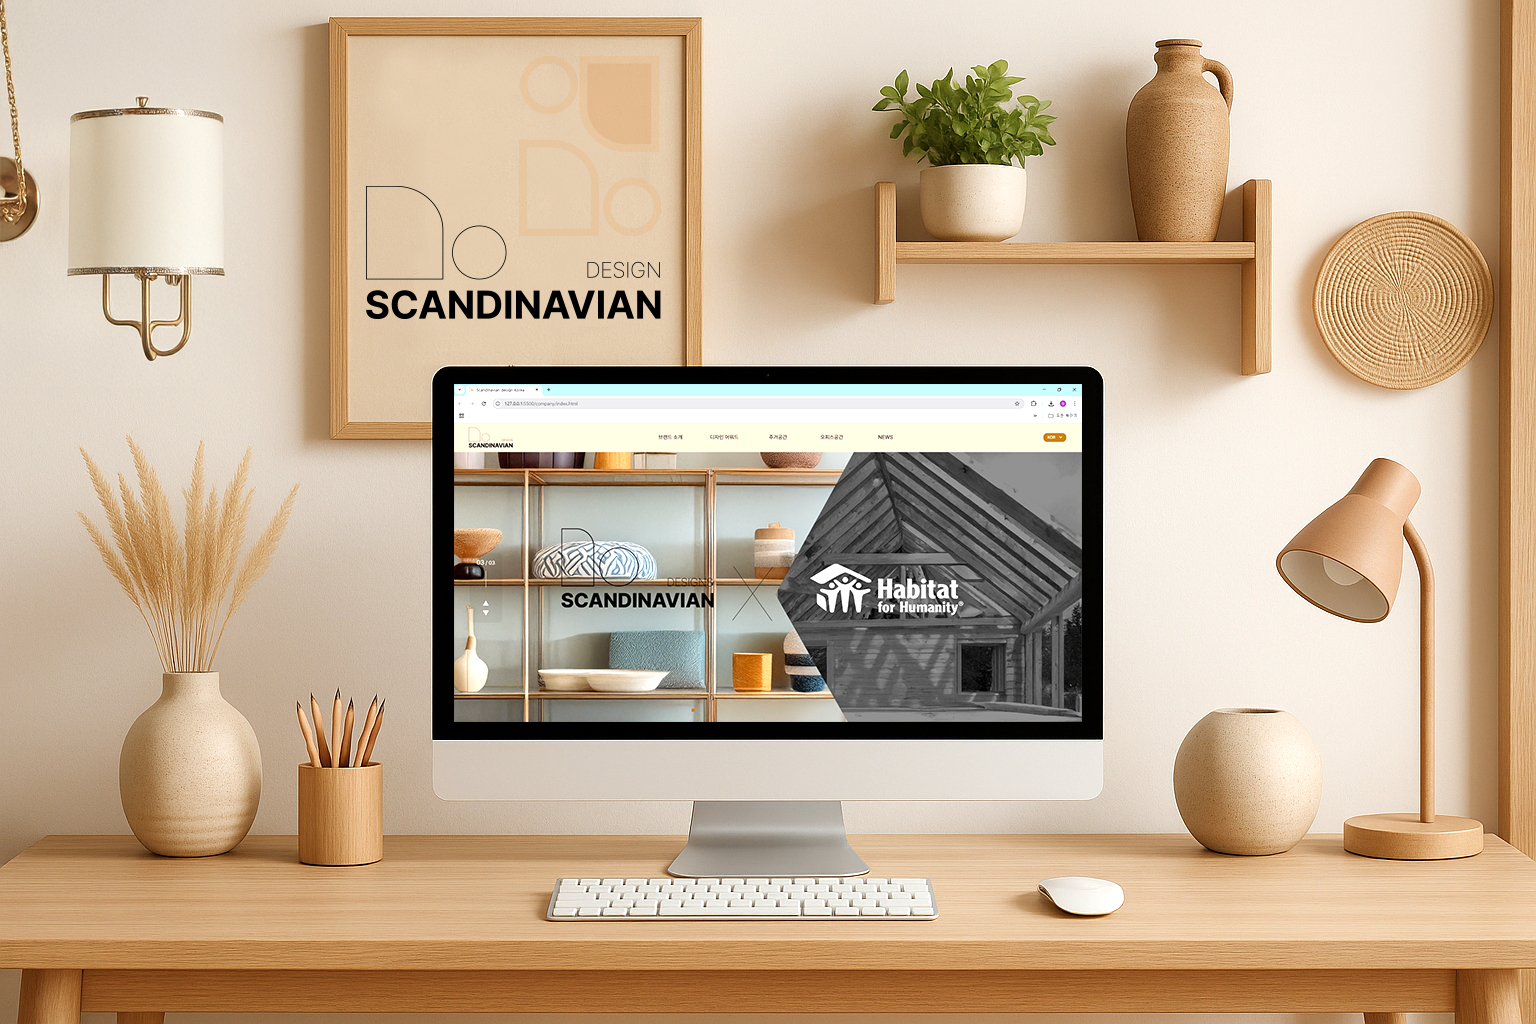 DESIGN
SCANDINAVIAN
Scandinavian design Korea
127.0.0.1:5500/company/index.html
SCANDINAVIAN
브랜드 소개
디자인 어워드
주거공간
오피스공간
NEWS
KOR
03 / 03
DESIGNS
SCANDINAVIAN
Habitat
for Humanity®